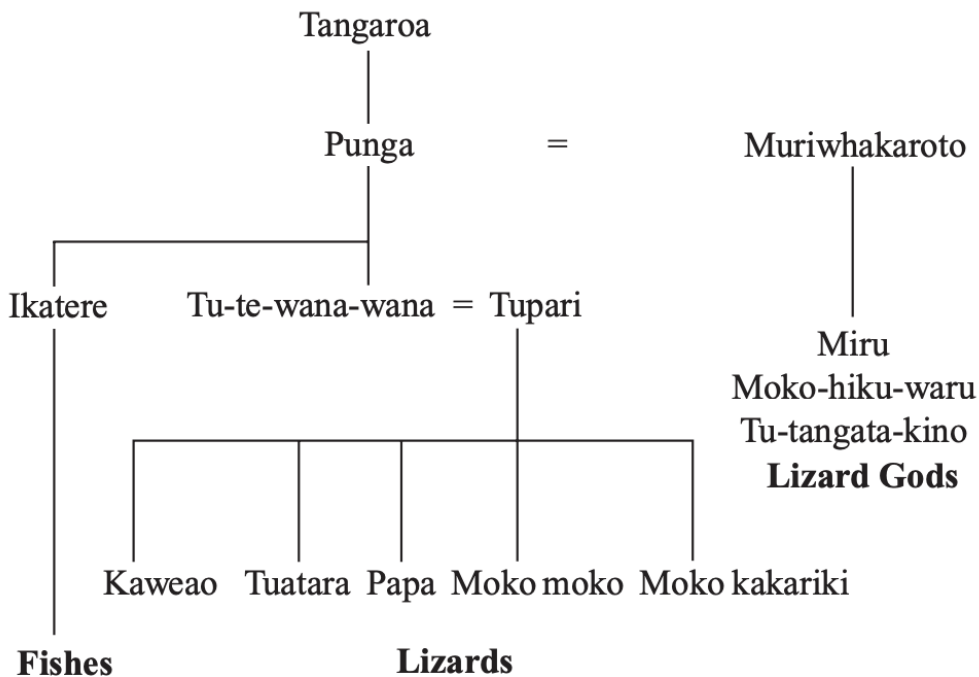 Tangaroa
Punga = Muriwhakaroto
Ikatere Tu-te-wana-wana = Tupari
Miru
Moko-hiku-waru
Tu-tangata-kino
Lizard Gods
Kaweao Tuatara Papa Moko moko Moko kakariki
Fishes Lizards